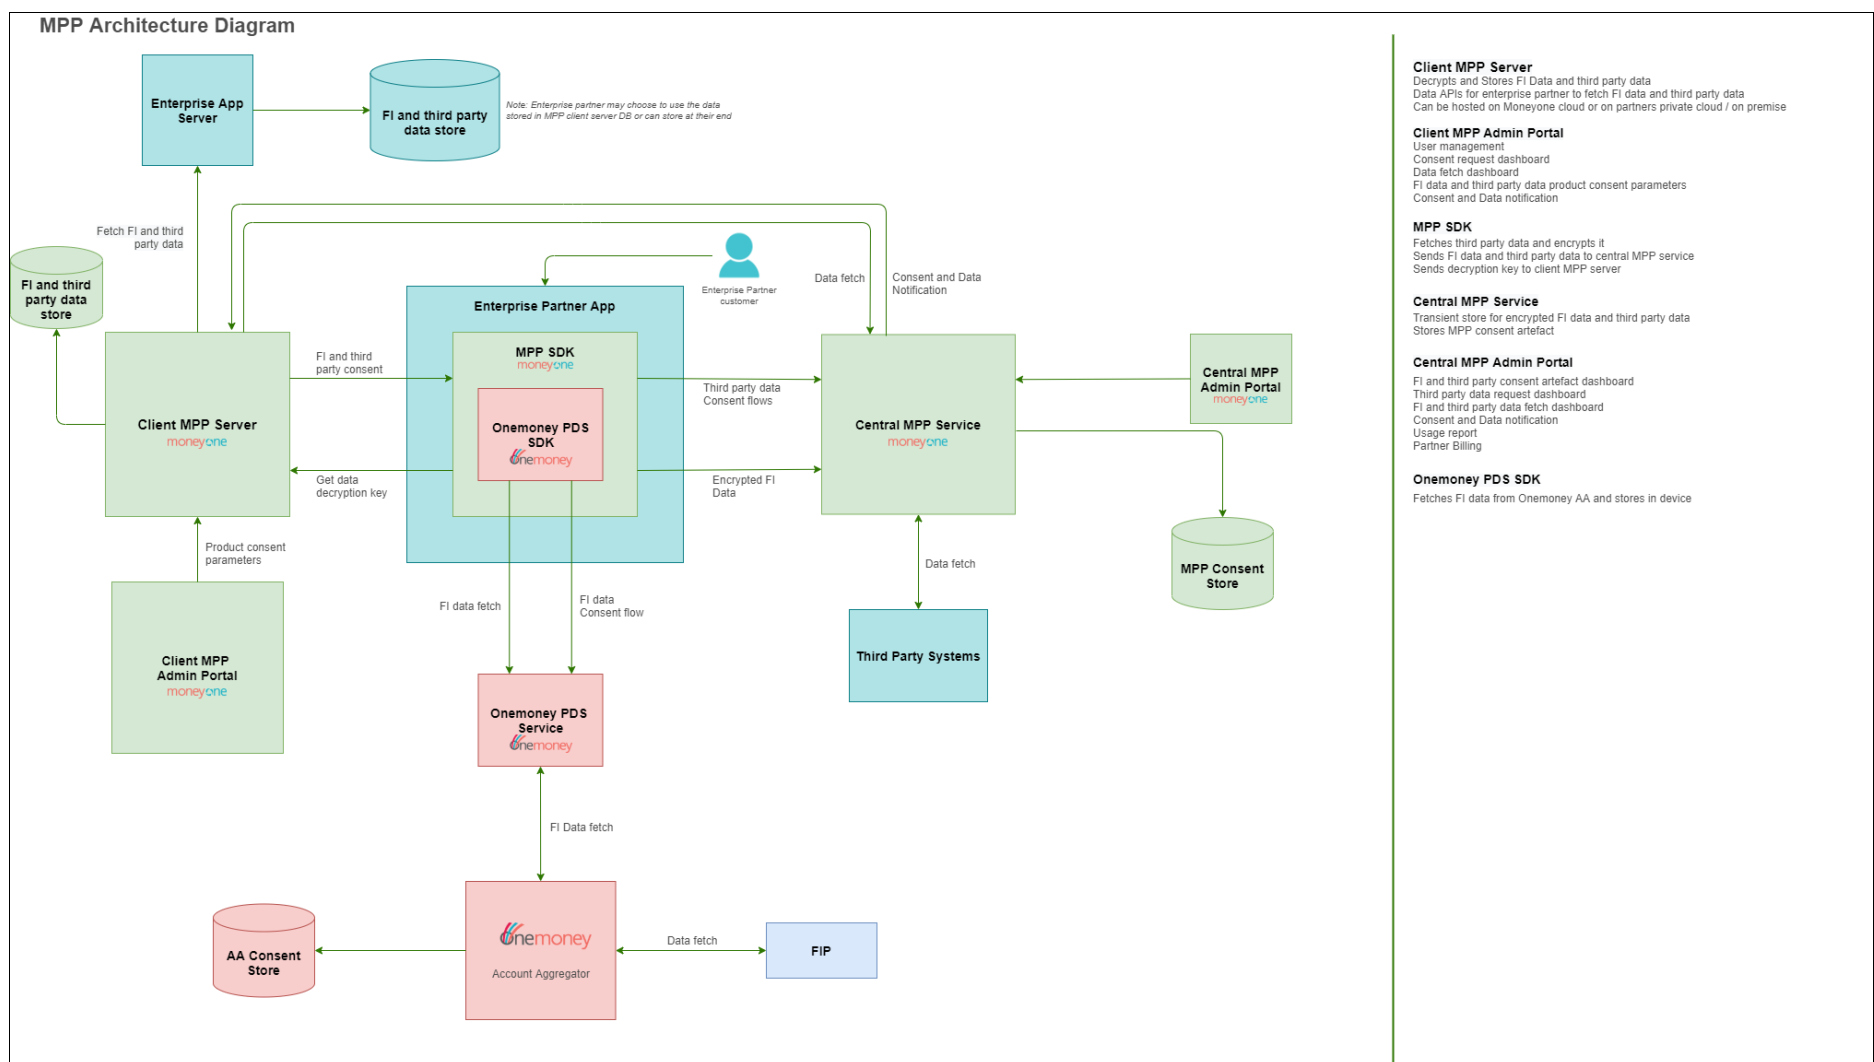 MPP Architecture Diagram
Enterprise App
Server
FI and third party
data store
Note: Enterprise partner may choose to use the data
stored in MPP client server DB or can store at their end
Fetch FI and third
party data
FI and third
party data
store
Enterprise Partner
customer
Data fetch
Consent and Data
Notification
Enterprise Partner App
MPP SDK
moneyone
FI and third
party consent
Third party data
Consent flows
Central MPP
Admin Portal
moneyone
Client MPP Server
moneyone
Onemoney PDS
SDK
Onemoney
Central MPP Service
moneyone
Get data
decryption key
Encrypted FI
Data
Product consent
parameters
Data fetch
MPP Consent
Store
FI data fetch
FI data
Consent flow
Client MPP
Admin Portal
moneyone
Third Party Systems
Onemoney PDS
Service
Onemoney
FI Data fetch
AA Consent
Store
Onemoney
Account Aggregator
Data fetch
FIP
Client MPP Server
Decrypts and Stores FI Data and third party data
Data APIs for enterprise partner to fetch FI data and third party data
Can be hosted on Moneyone cloud or on partners private cloud / on premise
Client MPP Admin Portal
User management
Consent request dashboard
Data fetch dashboard
FI data and third party data product consent parameters
Consent and Data notification
MPP SDK
Fetches third party data and encrypts it
Sends FI data and third party data to central MPP service
Sends decryption key to client MPP server
Central MPP Service
Transient store for encrypted FI data and third party data
Stores MPP consent artefact
Central MPP Admin Portal
FI and third party consent artefact dashboard
Third party data request dashboard
FI and third party data fetch dashboard
Consent and Data notification
Usage report
Partner Billing
Onemoney PDS SDK
Fetches FI data from Onemoney AA and stores in device